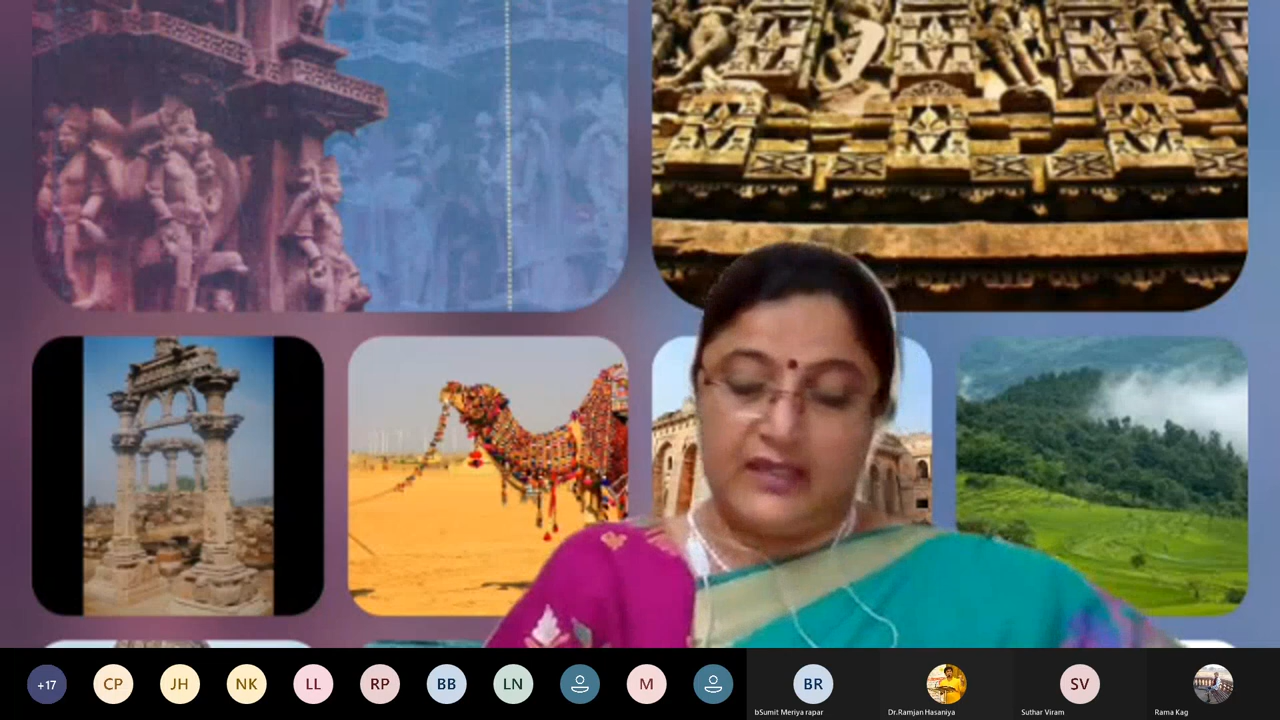 +17
CP
JH
NK
LL
RP
BB
LN
M
BR
SV
bSumit Meriya rapar
Dr.Ramjan Hasaniya
Suthar Viram
Rama Kag